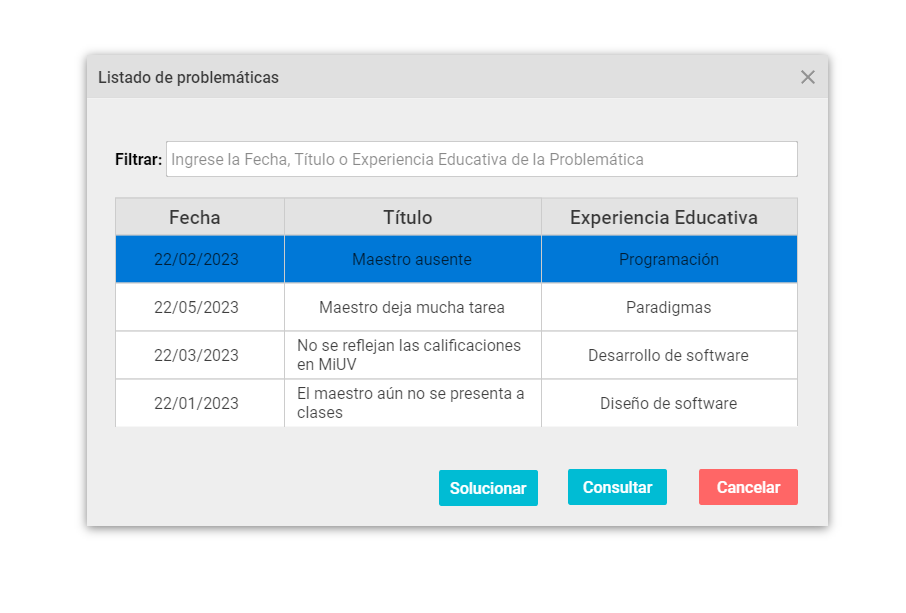 Listado de problemáticas
Filtrar: Ingrese la Fecha, Título o Experiencia Educativa de la Problemática
Fecha Título Experiencia Educativa
22/02/2023 Maestro ausente Programación
22/05/2023 Maestro deja mucha tarea Paradigmas
22/03/2023 No se reflejan las calificaciones en MiUV Desarrollo de software
22/01/2023 El maestro aún no se presenta a clases Diseño de software
Solucionar Consultar Cancelar